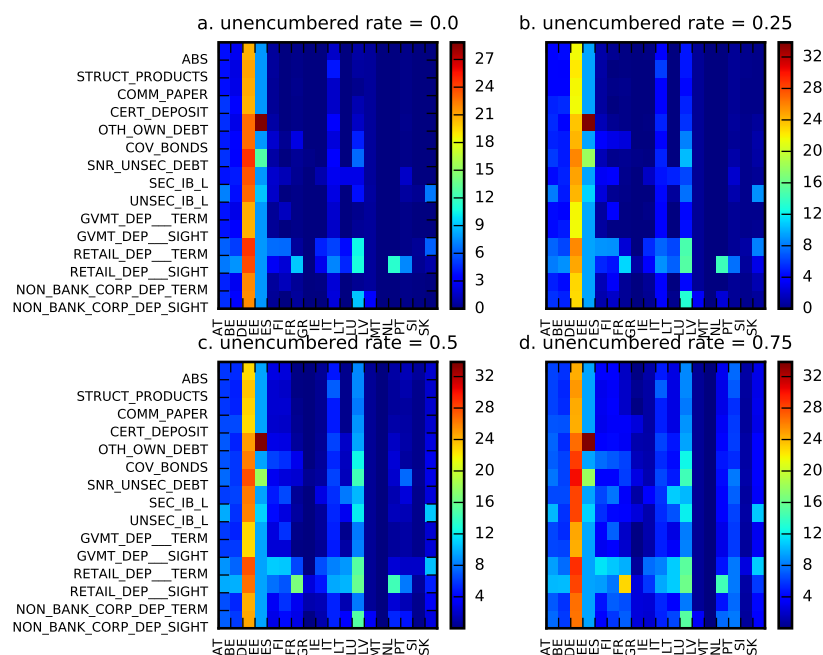 a. unencumbered rate = 0.0
b. unencumbered rate = 0.25
ABS
STRUCT_PRODUCTS
COMM_PAPER
CERT_DEPOSIT
OTH_OWN_DEBT
COV_BONDS
SNR_UNSEC_DEBT
SEC_IB_L
UNSEC_IB_L
GVMT_DEP___TERM
GVMT_DEP___SIGHT
RETAIL_DEP___TERM
RETAIL_DEP___SIGHT
NON_BANK_CORP_DEP_TERM
NON_BANK_CORP_DEP_SIGHT
27
24
21
18
15
12
9
6
3
0
32
28
24
20
16
12
8
4
0
AT BE DE EE ES FI FR GR IE IT LT LU LV MT NL PT SI SK
AT BE DE EE ES FI FR GR IE IT LT LU LV MT NL PT SI SK
c. unencumbered rate = 0.5
d. unencumbered rate = 0.75
ABS
STRUCT_PRODUCTS
COMM_PAPER
CERT_DEPOSIT
OTH_OWN_DEBT
COV_BONDS
SNR_UNSEC_DEBT
SEC_IB_L
UNSEC_IB_L
GVMT_DEP___TERM
GVMT_DEP___SIGHT
RETAIL_DEP___TERM
RETAIL_DEP___SIGHT
NON_BANK_CORP_DEP_TERM
NON_BANK_CORP_DEP_SIGHT
32
28
24
20
16
12
8
4
32
28
24
20
16
12
8
4
AT BE DE EE ES FI FR GR IE IT LT LU LV MT NL PT SI SK
AT BE DE EE ES FI FR GR IE IT LT LU LV MT NL PT SI SK